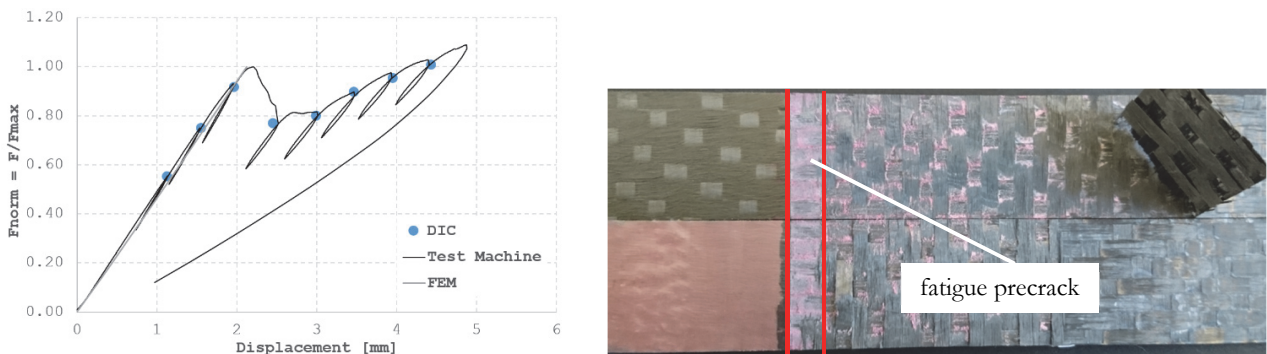 1.20
1.00
0.80
0.60
0.40
0.20
0.00
Fnorm = F/Fmax
0 1 2 3 4 5 6
Displacement [mm]
DIC
Test Machine
FEM
fatigue precrack